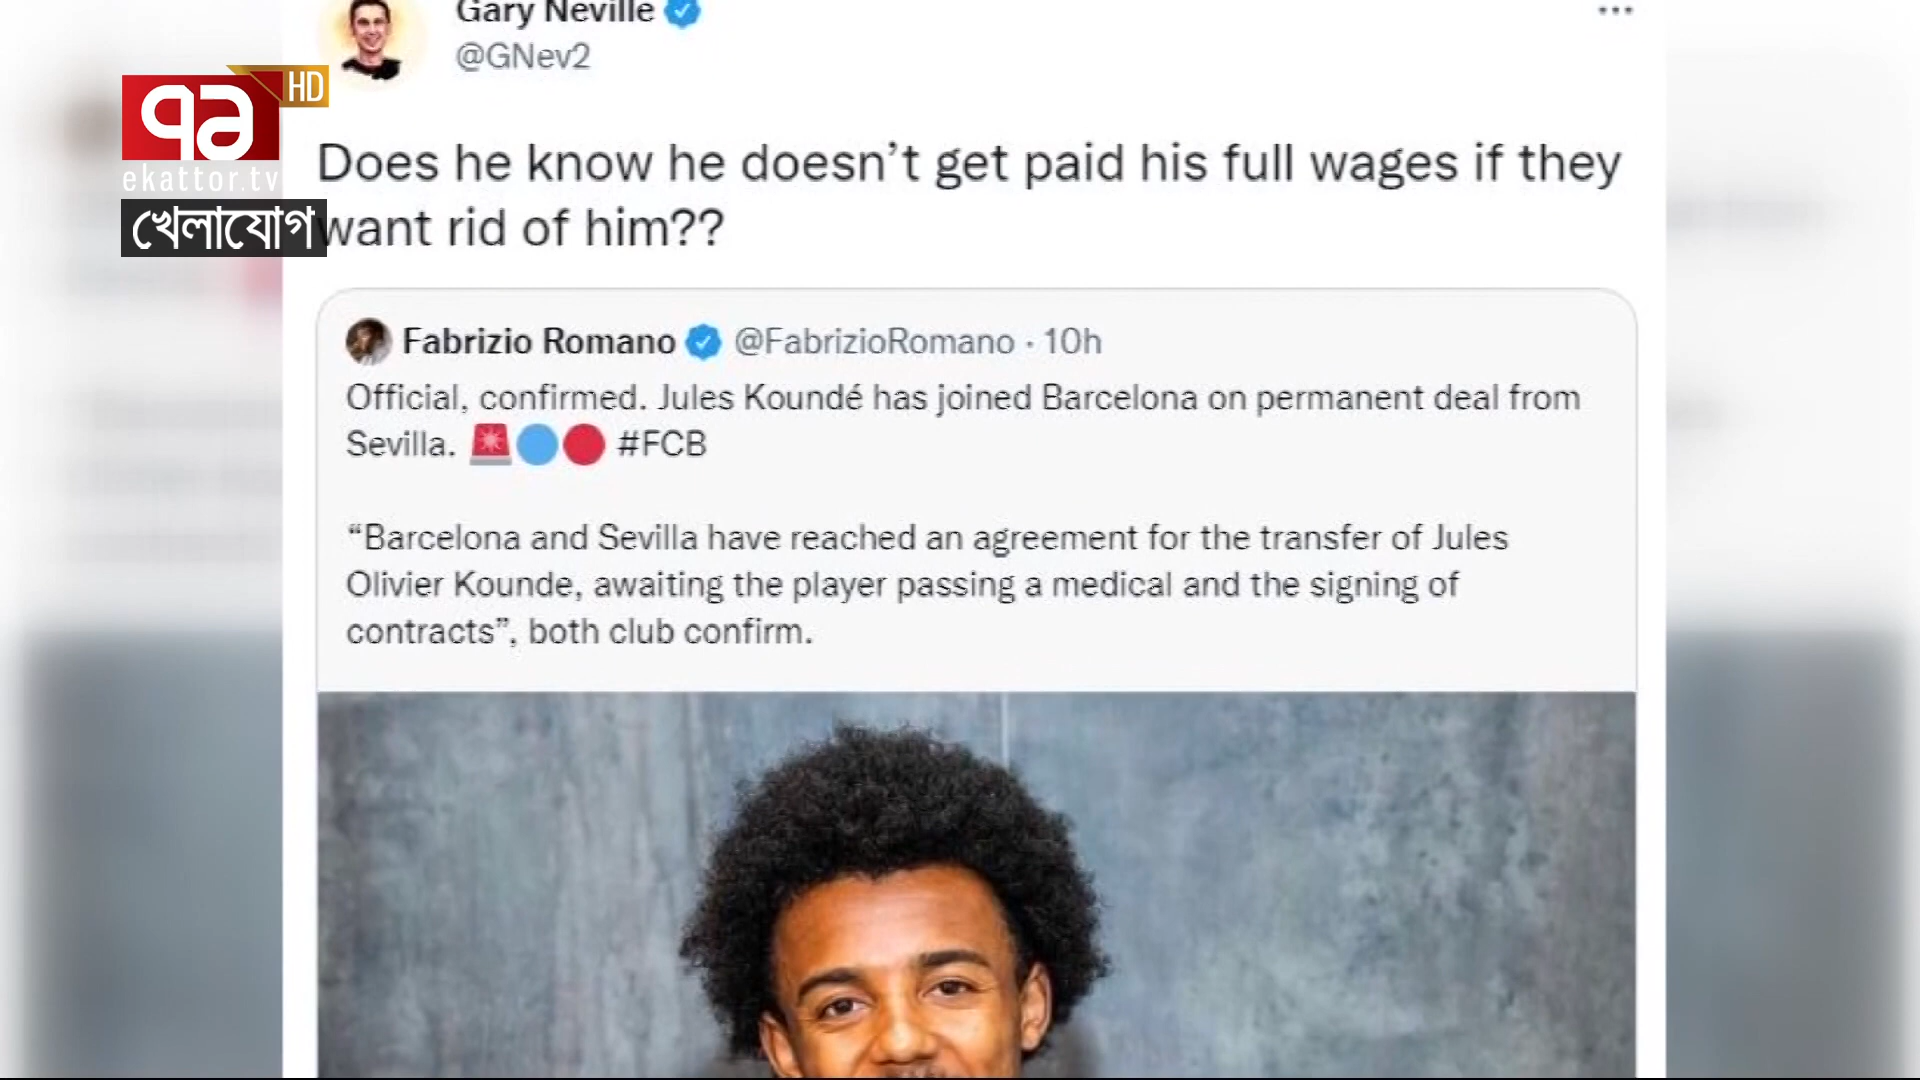 Gary Neville
@GNev2
HD
৭১
ekattor.tv
খেলাযোগ
Does he know he doesn’t get paid his full wages if they
want rid of him??
Fabrizio Romano @FabrizioRomano · 10h
Official, confirmed. Jules Koundé has joined Barcelona on permanent deal from
Sevilla. 🚨🔵🔴 #FCB
“Barcelona and Sevilla have reached an agreement for the transfer of Jules
Olivier Kounde, awaiting the player passing a medical and the signing of
contracts”, both club confirm.